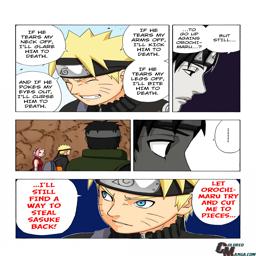 IF HE
TEARS MY
NECK OFF,
I'LL GLARE
HIM TO
DEATH.
AND IF HE
POKES MY
EYES OUT,
I'LL CURSE
HIM TO
DEATH.
IF HE
TEARS MY
ARMS OFF,
I'LL KICK
HIM TO
DEATH.
IF HE
TEARS MY
LEGS OFF,
I'LL BITE
HIM TO
DEATH.
...TO
GO UP
AGAINST
OROCHI-
MARU...?
BUT
STILL...
...I'LL
STILL
FIND A
WAY TO
STEAL
SASUKE
BACK!
LET
OROCHI-
MARU TRY
AND CUT
ME TO
PIECES...
COLORED
MANGA.COM